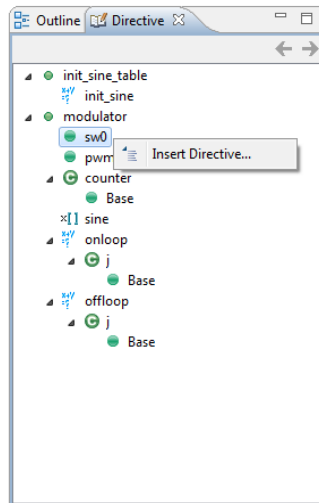 Outline Directive
init_sine_table
init_sine
modulator
sw0
Insert Directive...
pwm
counter
Base
x[] sine
onloop
j
Base
offloop
j
Base